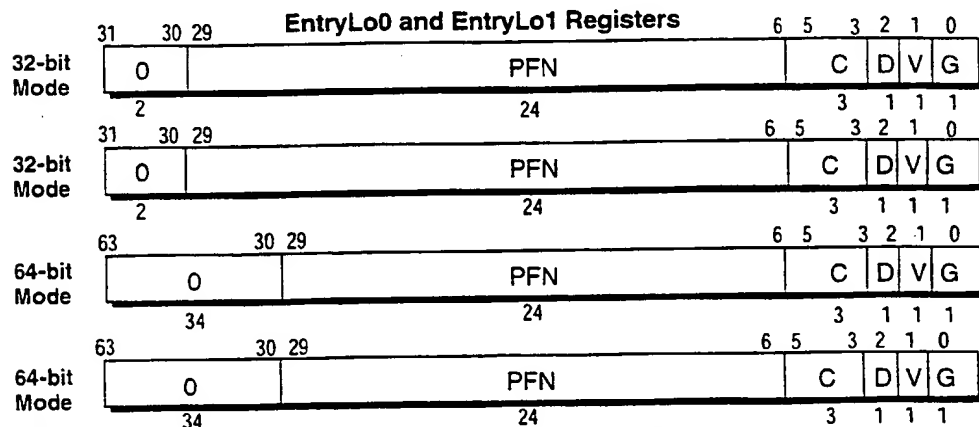 EntryLo0 and EntryLo1 Registers
31 30 29 6 5 3 2 1 0
32-bit Mode 0 PFN C D V G
2 24 3 1 1 1
31 30 29 6 5 3 2 1 0
32-bit Mode 0 PFN C D V G
2 24 3 1 1 1
63 30 29 6 5 3 2 1 0
64-bit Mode 0 PFN C D V G
34 24 3 1 1 1
63 30 29 6 5 3 2 1 0
64-bit Mode 0 PFN C D V G
34 24 3 1 1 1